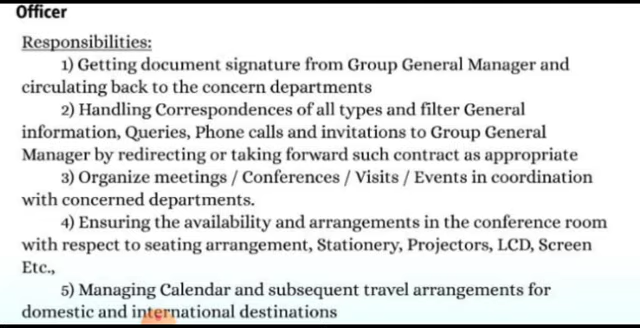 Officer
Responsibilities:
1) Getting document signature from Group General Manager and
circulating back to the concern departments
2) Handling Correspondences of all types and filter General
information, Queries, Phone calls and invitations to Group General
Manager by redirecting or taking forward such contract as appropriate
3) Organize meetings / Conferences / Visits / Events in coordination
with concerned departments.
4) Ensuring the availability and arrangements in the conference room
with respect to seating arrangement, Stationery, Projectors, LCD, Screen
Etc.,
5) Managing Calendar and subsequent travel arrangements for
domestic and international destinations